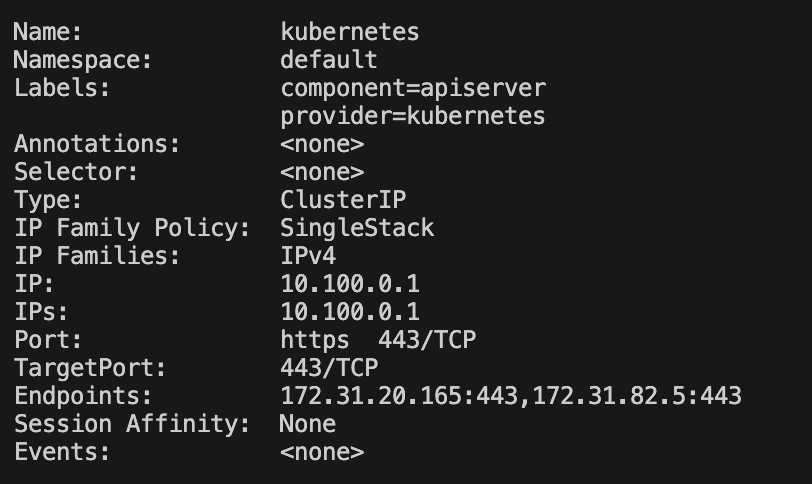 Name:              kubernetes
Namespace:         default
Labels:            component=apiserver
                   provider=kubernetes
Annotations:       <none>
Selector:          <none>
Type:              ClusterIP
IP Family Policy:  SingleStack
IP Families:       IPv4
IP:                10.100.0.1
IPs:               10.100.0.1
Port:              https  443/TCP
TargetPort:        443/TCP
Endpoints:         172.31.20.165:443,172.31.82.5:443
Session Affinity:  None
Events:            <none>